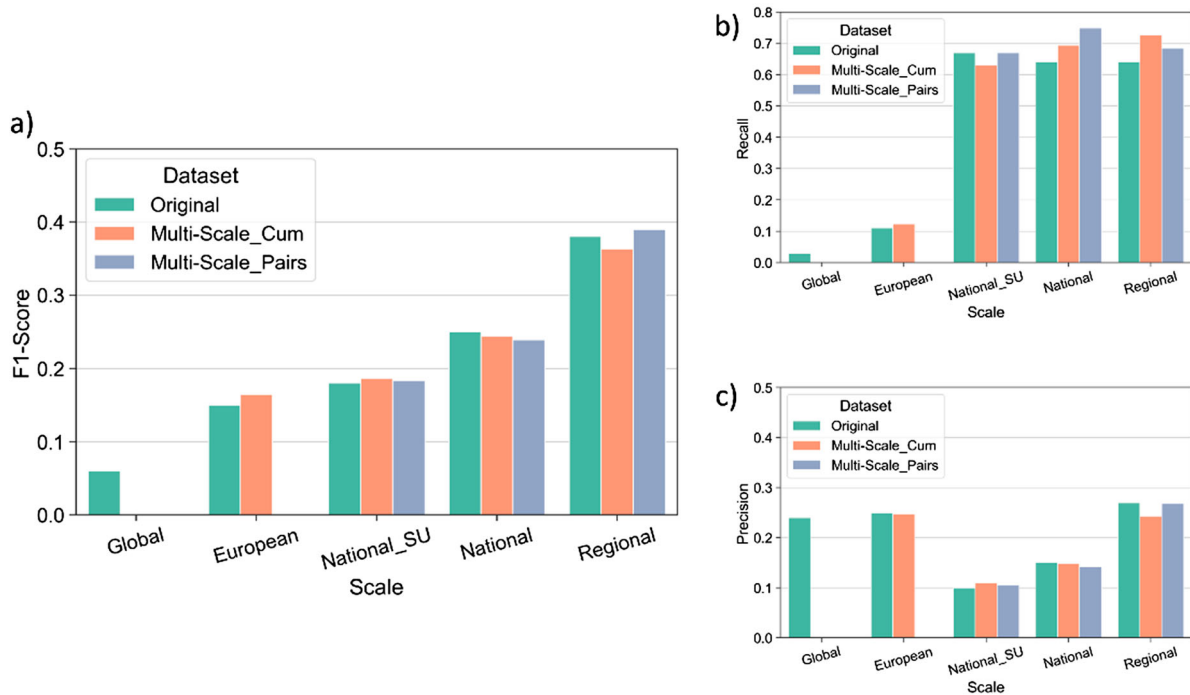 a)
0.5
0.4
0.3
0.2
0.1
0.0
F1-Score
Dataset
Original
Multi-Scale_Cum
Multi-Scale_Pairs
Global
European
National_SU
National
Regional
Scale
b)
0.8
0.7
0.6
0.5
0.4
0.3
0.2
0.1
0.0
Recall
Dataset
Original
Multi-Scale_Cum
Multi-Scale_Pairs
Global
European
National_SU
National
Regional
Scale
c)
0.5
0.4
0.3
0.2
0.1
0.0
Precision
Dataset
Original
Multi-Scale_Cum
Multi-Scale_Pairs
Global
European
National_SU
National
Regional
Scale